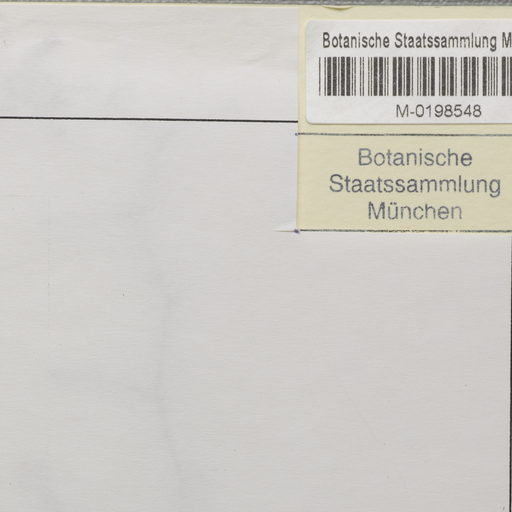 Botanische Staatssammlung M
M-0198548
Botanische
Staatssammlung
München